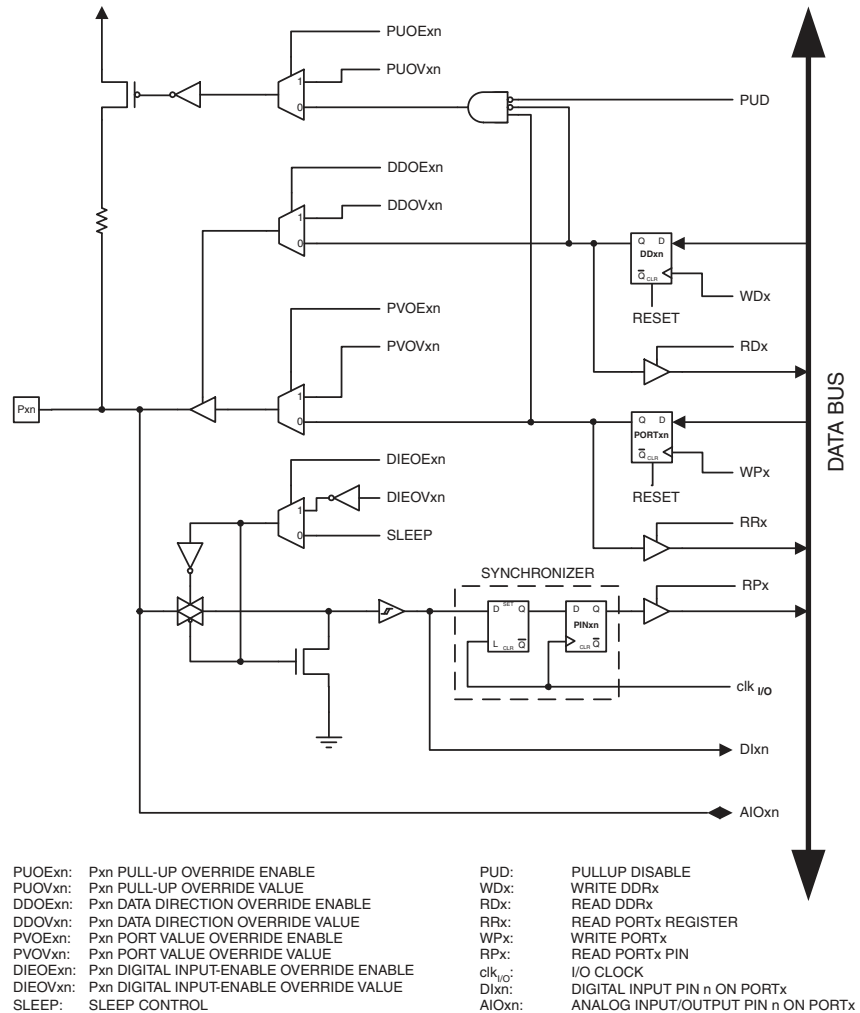 PUOExn
PUOVxn
1
0
PUD
DDOExn
DDOVxn
1
0
Q D
DDxn
Q CLR
WDx
RESET
RDx
PVOExn
PVOVxn
1
0
Pxn
Q D
PORTxn
Q CLR
WPx
RESET
RRx
DATA BUS
DIEOExn
DIEOVxn
1
0
SLEEP
SYNCHRONIZER
RPx
D SET Q
L CLR Q
D Q
PINxn
CLR Q
clk I/O
DIxn
AIOxn
PUOExn: Pxn PULL-UP OVERRIDE ENABLE
PUOVxn: Pxn PULL-UP OVERRIDE VALUE
DDOExn: Pxn DATA DIRECTION OVERRIDE ENABLE
DDOVxn: Pxn DATA DIRECTION OVERRIDE VALUE
PVOExn: Pxn PORT VALUE OVERRIDE ENABLE
PVOVxn: Pxn PORT VALUE OVERRIDE VALUE
DIEOExn: Pxn DIGITAL INPUT-ENABLE OVERRIDE ENABLE
DIEOVxn: Pxn DIGITAL INPUT-ENABLE OVERRIDE VALUE
SLEEP: SLEEP CONTROL
PUD: PULLUP DISABLE
WDx: WRITE DDRx
RDx: READ DDRx
RRx: READ PORTx REGISTER
WPx: WRITE PORTx
RPx: READ PORTx PIN
clkI/O: I/O CLOCK
DIxn: DIGITAL INPUT PIN n ON PORTx
AIOxn: ANALOG INPUT/OUTPUT PIN n ON PORTx